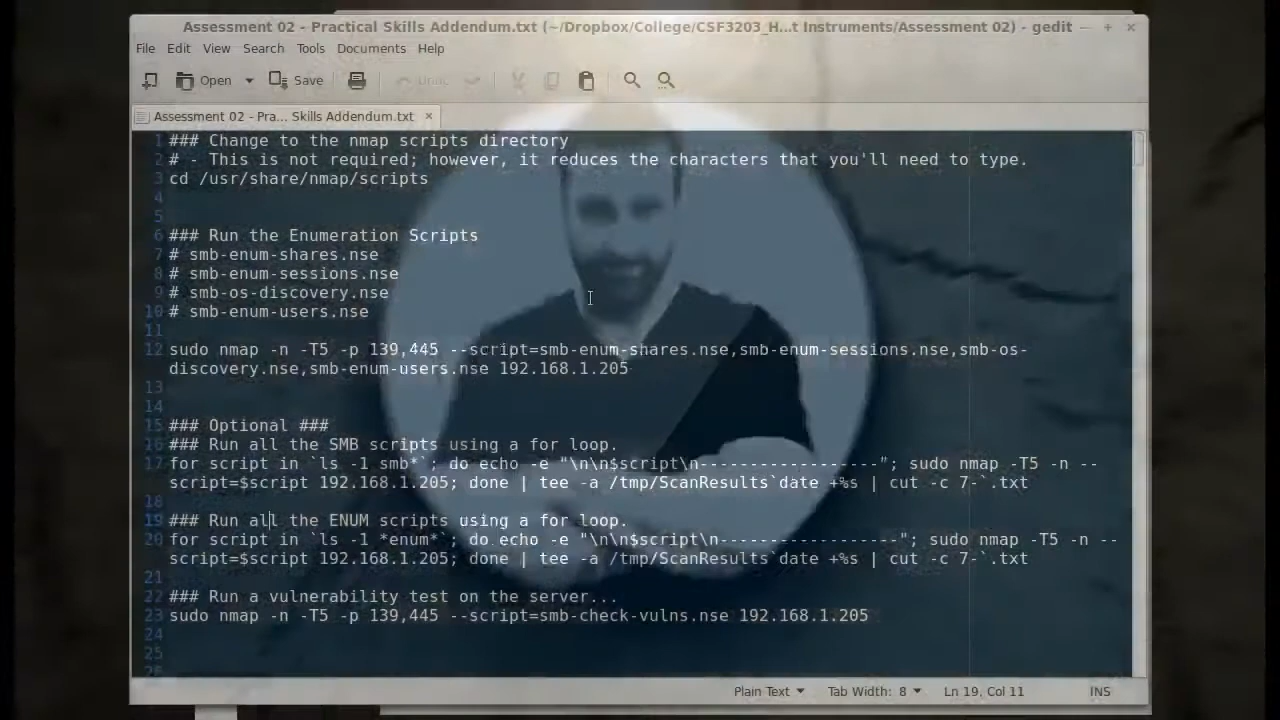 Assessment 02 - Practical Skills Addendum.txt (~/Dropbox/College/CSF3203_H...t Instruments/Assessment 02) - gedit
File Edit View Search Tools Documents Help
Open Save Undo
Assessment 02 - Pra... Skills Addendum.txt
1 ### Change to the nmap scripts directory
2 # - This is not required; however, it reduces the characters that you'll need to type.
3 cd /usr/share/nmap/scripts
4
5
6 ### Run the Enumeration Scripts
7 # smb-enum-shares.nse
8 # smb-enum-sessions.nse
9 # smb-os-discovery.nse
10 # smb-enum-users.nse
11
12 sudo nmap -n -T5 -p 139,445 --script=smb-enum-shares.nse,smb-enum-sessions.nse,smb-os-
discovery.nse,smb-enum-users.nse 192.168.1.205
13
14
15 ### Optional ###
16 ### Run all the SMB scripts using a for loop.
17 for script in `ls -1 smb*`; do echo -e "\n\n$script\n------------------"; sudo nmap -T5 -n --
script=$script 192.168.1.205; done | tee -a /tmp/ScanResults`date +%s | cut -c 7-`.txt
18
19 ### Run all the ENUM scripts using a for loop.
20 for script in `ls -1 *enum*`; do echo -e "\n\n$script\n------------------"; sudo nmap -T5 -n --
script=$script 192.168.1.205; done | tee -a /tmp/ScanResults`date +%s | cut -c 7-`.txt
21
22 ### Run a vulnerability test on the server...
23 sudo nmap -n -T5 -p 139,445 --script=smb-check-vulns.nse 192.168.1.205
24
25
26
Plain Text Tab Width: 8 Ln 19, Col 11 INS